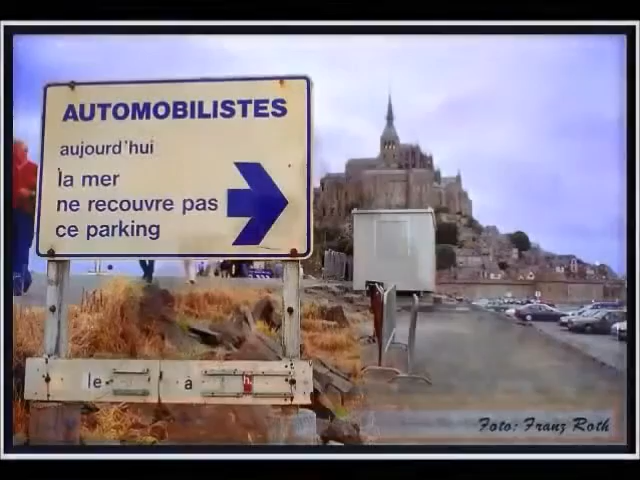 AUTOMOBILISTES
aujourd'hui
la mer
ne recouvre pas
ce parking
le à h
Foto: Franz Roth